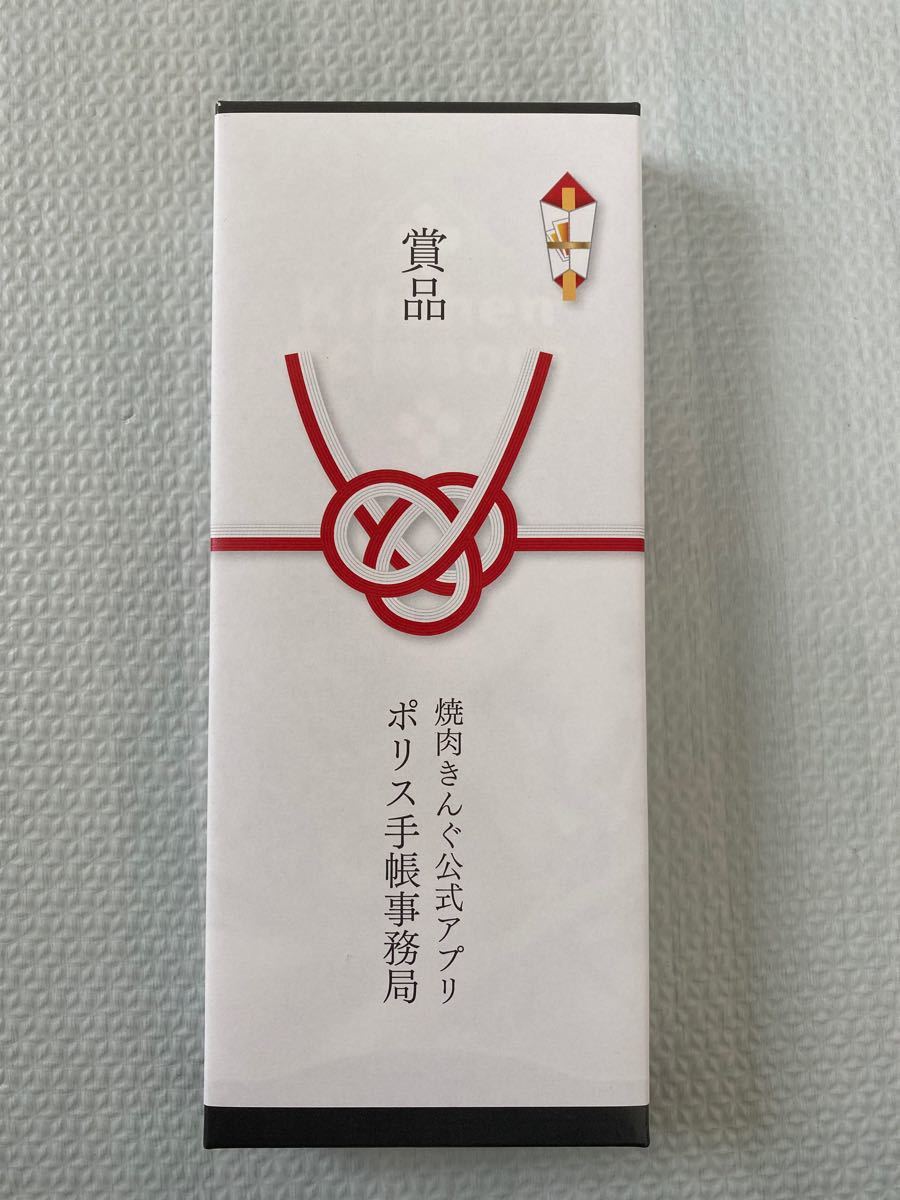 賞品
焼肉きんぐ公式アプリ
ポリス手帳事務局